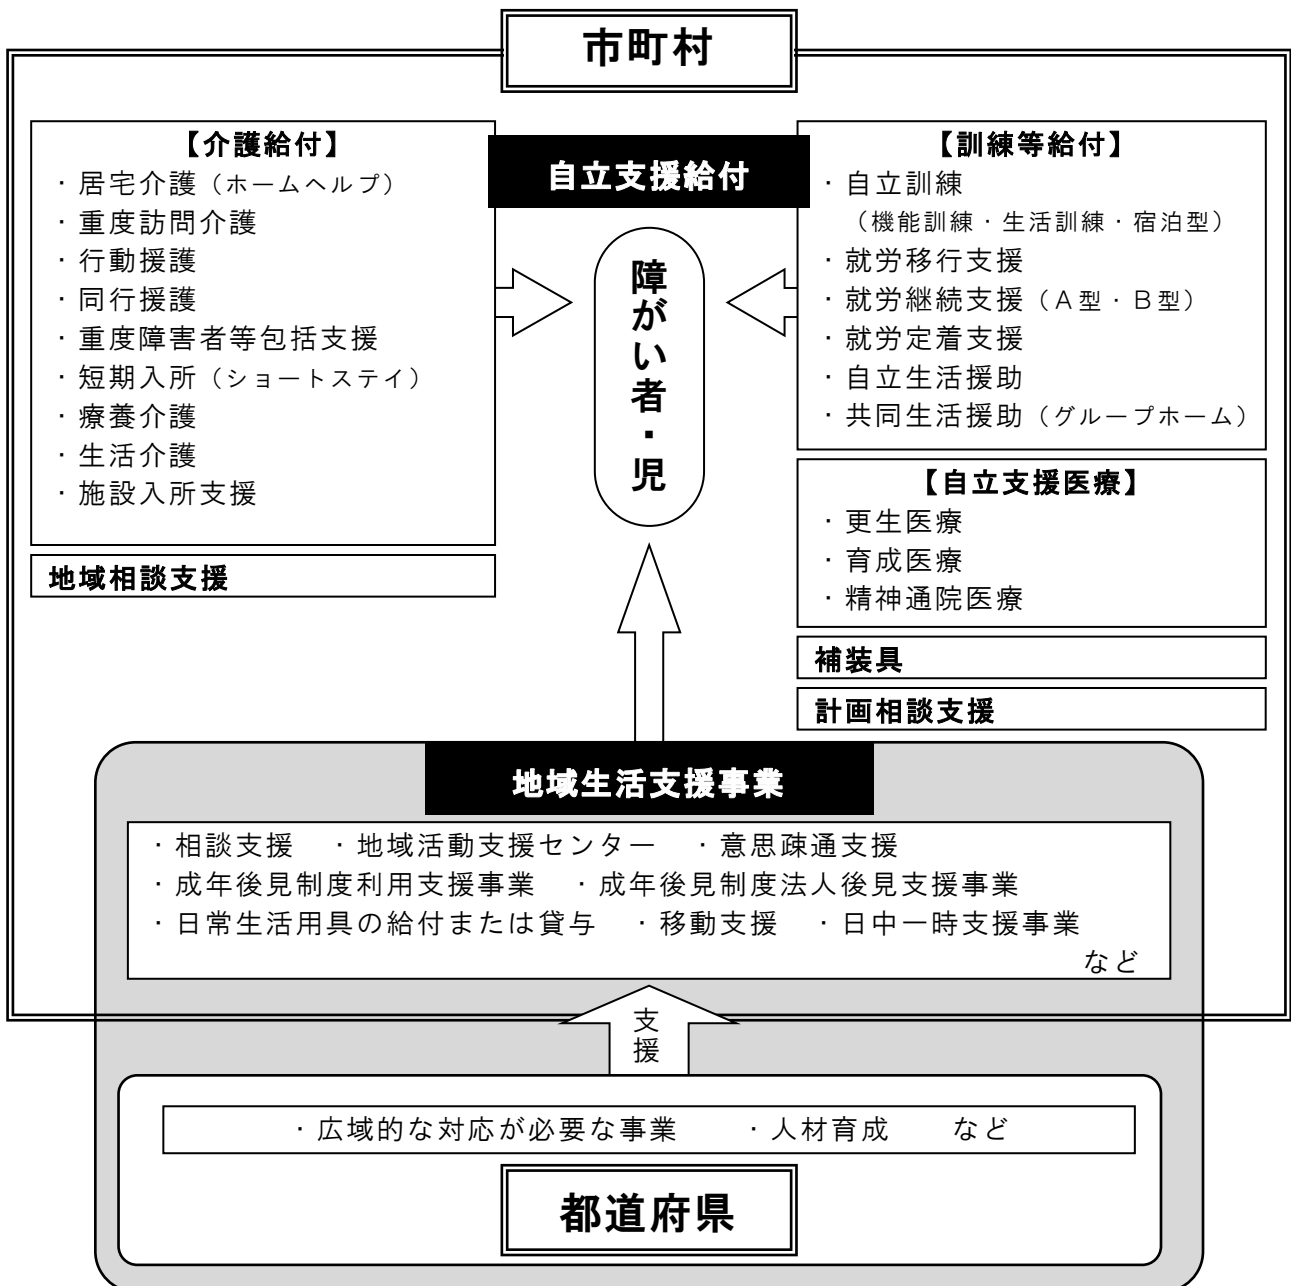 市町村
【介護給付】
・居宅介護（ホームヘルプ）
・重度訪問介護
・行動援護
・同行援護
・重度障害者等包括支援
・短期入所（ショートステイ）
・療養介護
・生活介護
・施設入所支援
地域相談支援
自立支援給付
障がい者・児
【訓練等給付】
・自立訓練
（機能訓練・生活訓練・宿泊型）
・就労移行支援
・就労継続支援（Ａ型・Ｂ型）
・就労定着支援
・自立生活援助
・共同生活援助（グループホーム）
【自立支援医療】
・更生医療
・育成医療
・精神通院医療
補装具
計画相談支援
地域生活支援事業
・相談支援　・地域活動支援センター　・意思疎通支援
・成年後見制度利用支援事業　・成年後見制度法人後見支援事業
・日常生活用具の給付または貸与　・移動支援　・日中一時支援事業
など
支援
・広域的な対応が必要な事業　　・人材育成　　など
都道府県